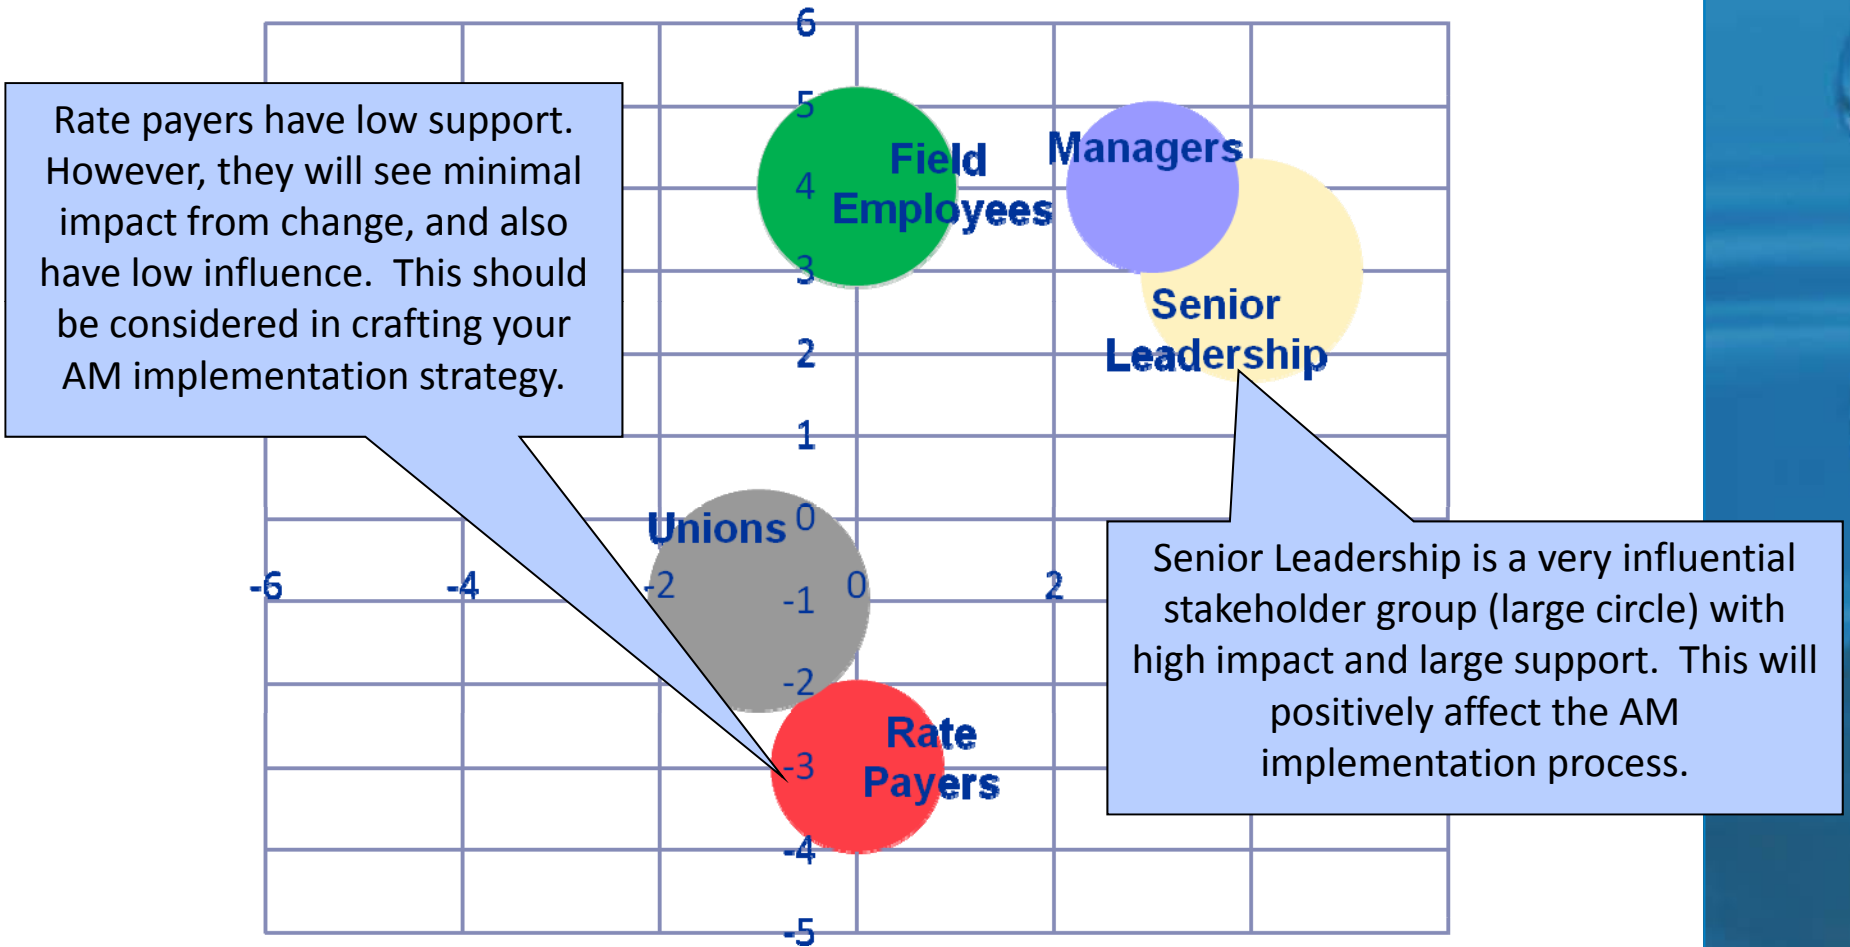 6
5
4
3
2
1
0
-1
-2
-3
-4
-5
-6
-4
-2
0
2
Rate payers have low support.
However, they will see minimal
impact from change, and also
have low influence.  This should
be considered in crafting your
AM implementation strategy.
Field
Employees
Managers
Senior
Leadership
Unions
Rate
Payers
Senior Leadership is a very influential
stakeholder group (large circle) with
high impact and large support.  This will
positively affect the AM
implementation process.